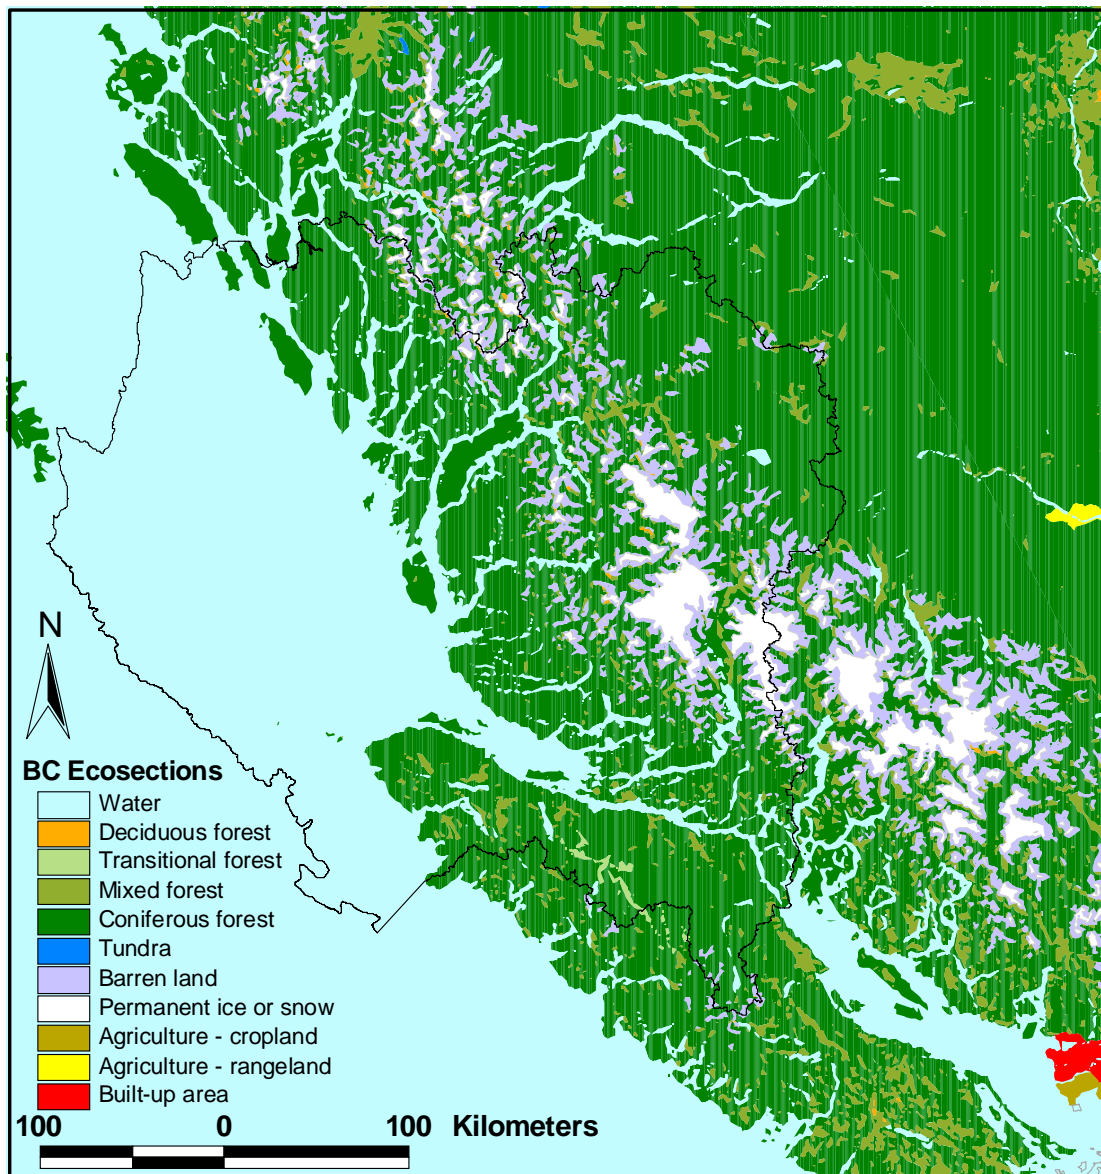 N
BC Ecosections
Water
Deciduous forest
Transitional forest
Mixed forest
Coniferous forest
Tundra
Barren land
Permanent ice or snow
Agriculture - cropland
Agriculture - rangeland
Built-up area
100 0 100 Kilometers